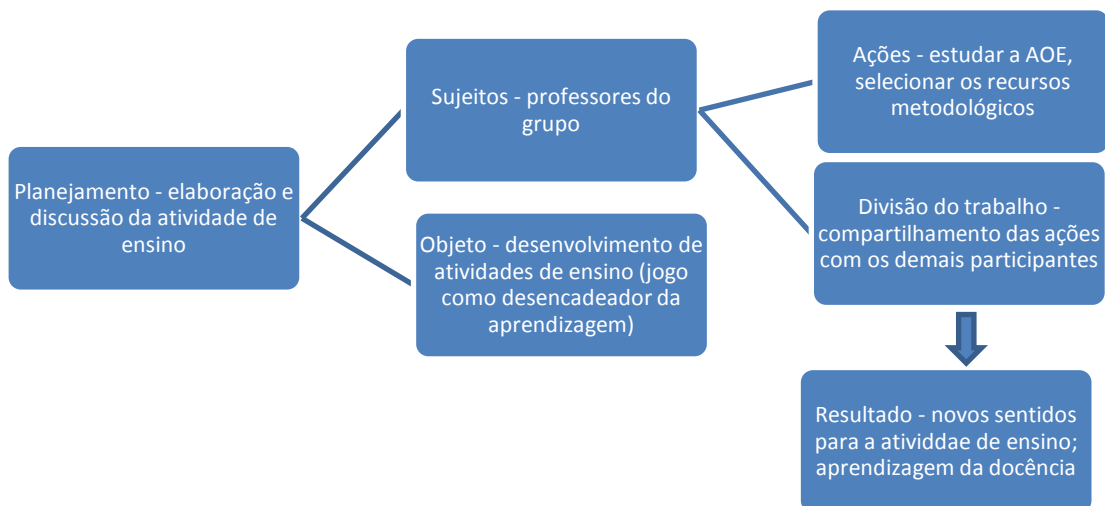 Planejamento - elaboração e
discussão da atividade de
ensino
Sujeitos - professores do
grupo
Objeto - desenvolvimento de
atividades de ensino (jogo
como desencadeador da
aprendizagem)
Ações - estudar a AOE,
selecionar os recursos
metodológicos
Divisão do trabalho -
compartilhamento das ações
com os demais participantes
Resultado - novos sentidos
para a atividdae de ensino;
aprendizagem da docência